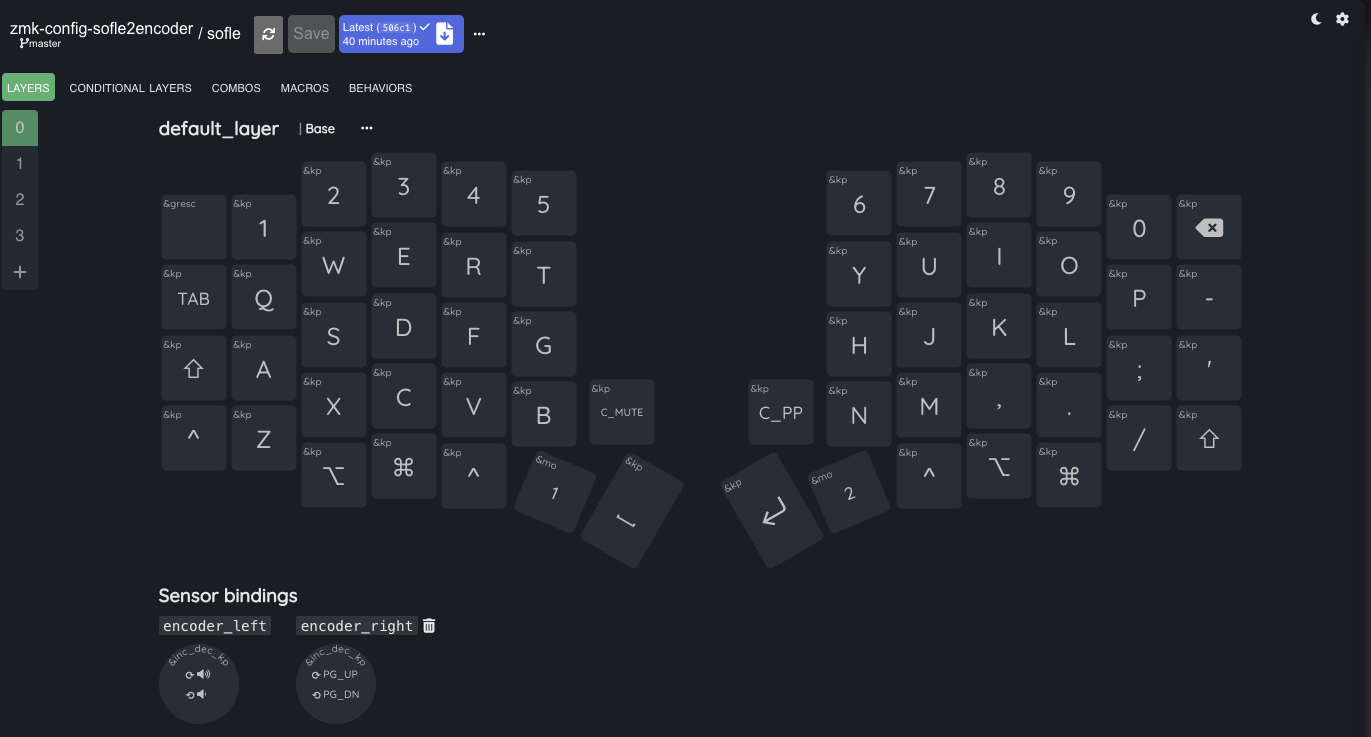 zmk-config-sofle2encoder / sofle
master
Save
Latest (506c1)
40 minutes ago
LAYERS CONDITIONAL LAYERS COMBOS MACROS BEHAVIORS
0
1
2
3
+
default_layer | Base
&gresc
&kp 1
&kp 2
&kp 3
&kp 4
&kp 5
&kp 6
&kp 7
&kp 8
&kp 9
&kp 0
&kp
&kp TAB
&kp Q
&kp W
&kp E
&kp R
&kp T
&kp Y
&kp U
&kp I
&kp O
&kp P
&kp -
&kp
&kp A
&kp S
&kp D
&kp F
&kp G
&kp H
&kp J
&kp K
&kp L
&kp ;
&kp '
&kp ^
&kp Z
&kp X
&kp C
&kp V
&kp B
&kp C_MUTE
&kp C_PP
&kp N
&kp M
&kp ,
&kp .
&kp /
&kp
&kp ⌥
&kp ⌘
&kp ^
&mo 1
&kp
&kp
&mo 2
&kp ^
&kp ⌥
&kp ⌘
Sensor bindings
encoder_left encoder_right
&inc_dec_kp
&inc_dec_kp
PG_UP
PG_DN